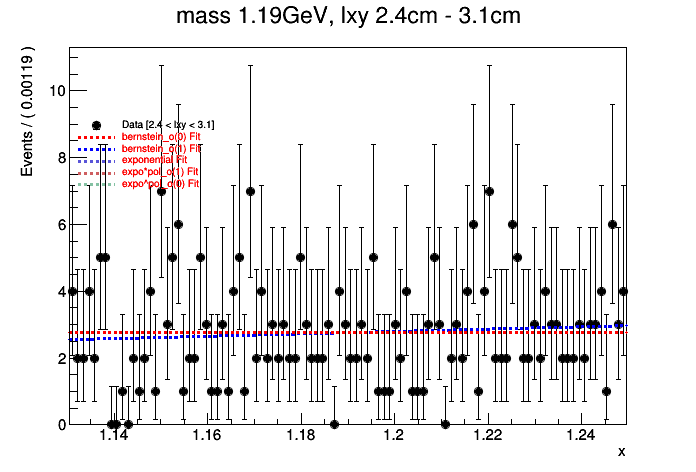 mass 1.19GeV, lxy 2.4cm - 3.1cm
Events / ( 0.00119 )
10
8
6
4
2
0
Data [2.4 < lxy < 3.1]
bernstein_o(0) Fit
bernstein_o(1) Fit
exponential Fit
expo*pol_o(1) Fit
expo^pol_o(0) Fit
1.14 1.16 1.18 1.2 1.22 1.24
x